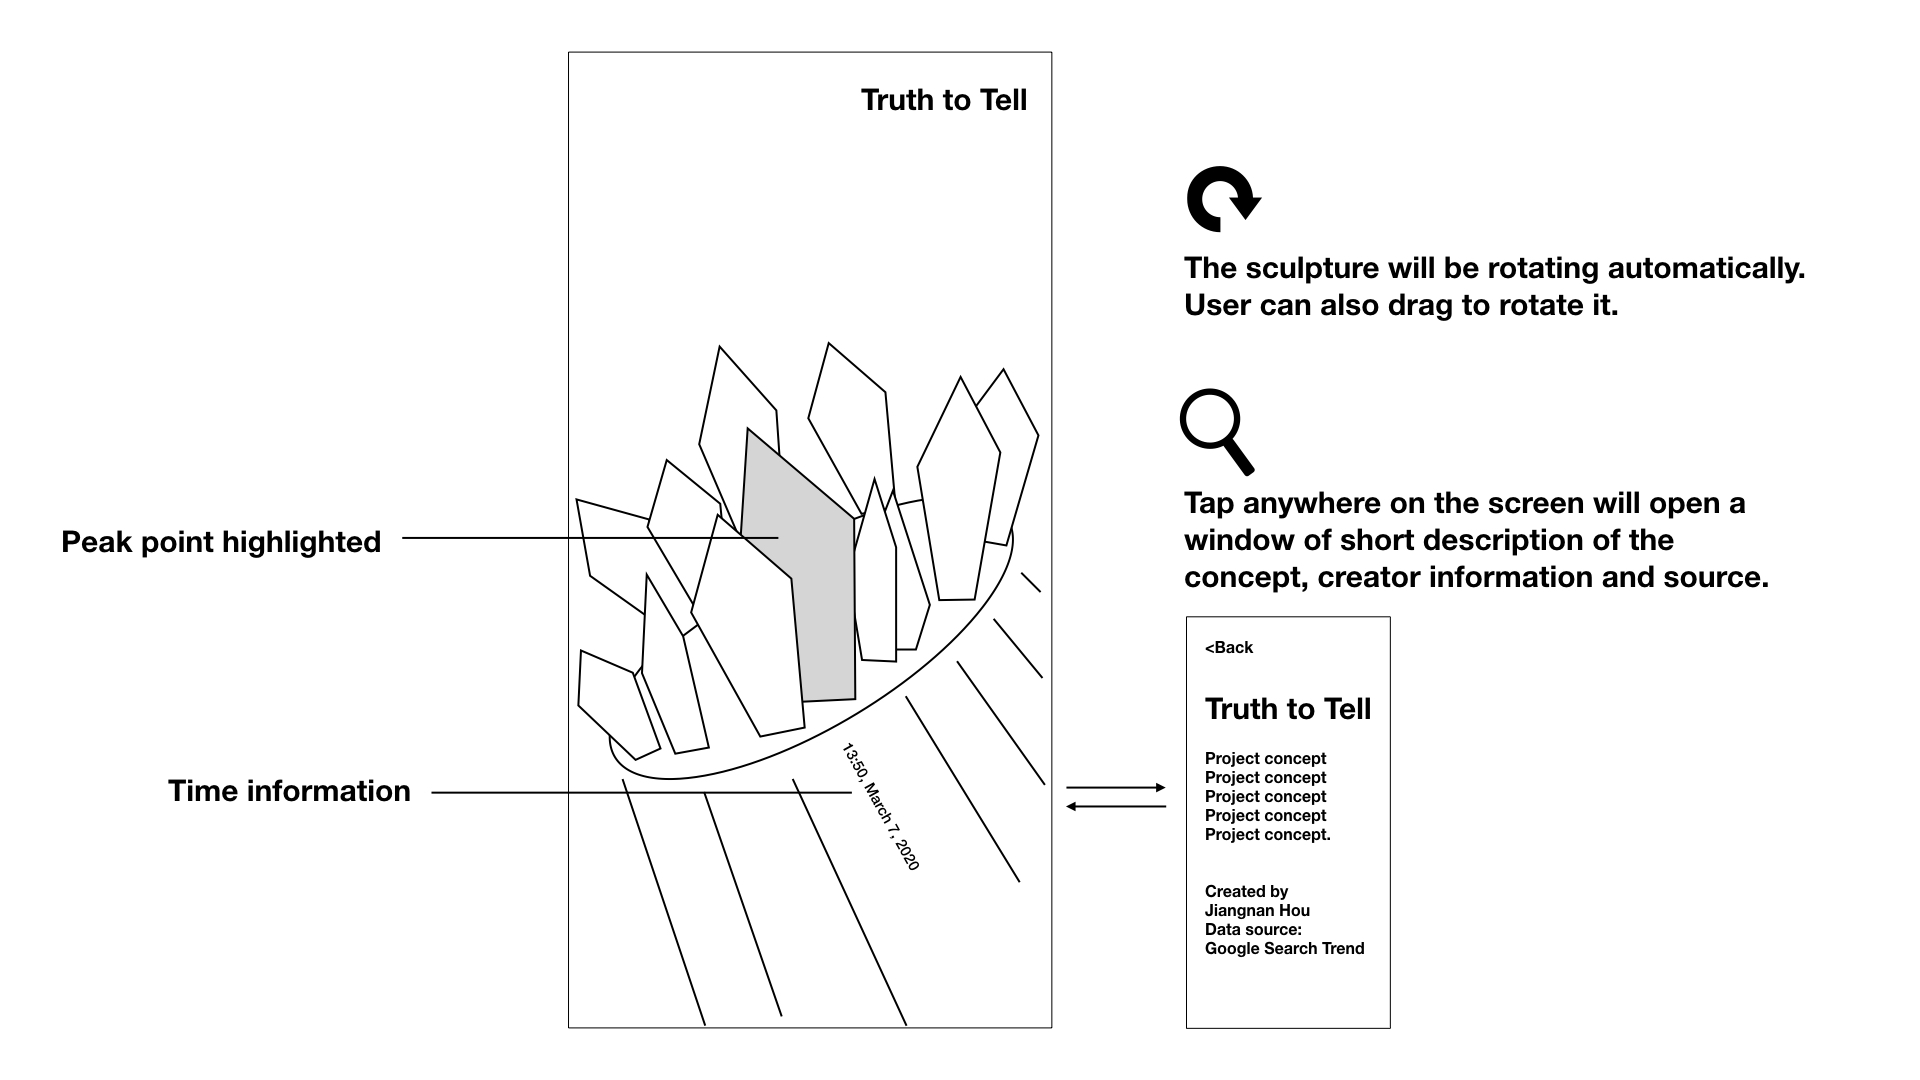 Truth to Tell
The sculpture will be rotating automatically.
User can also drag to rotate it.
Tap anywhere on the screen will open a
window of short description of the
concept, creator information and source.
Peak point highlighted
Time information
13:50, March 7, 2020
<Back
Truth to Tell
Project concept
Project concept
Project concept
Project concept
Project concept.
Created by
Jiangnan Hou
Data source:
Google Search Trend